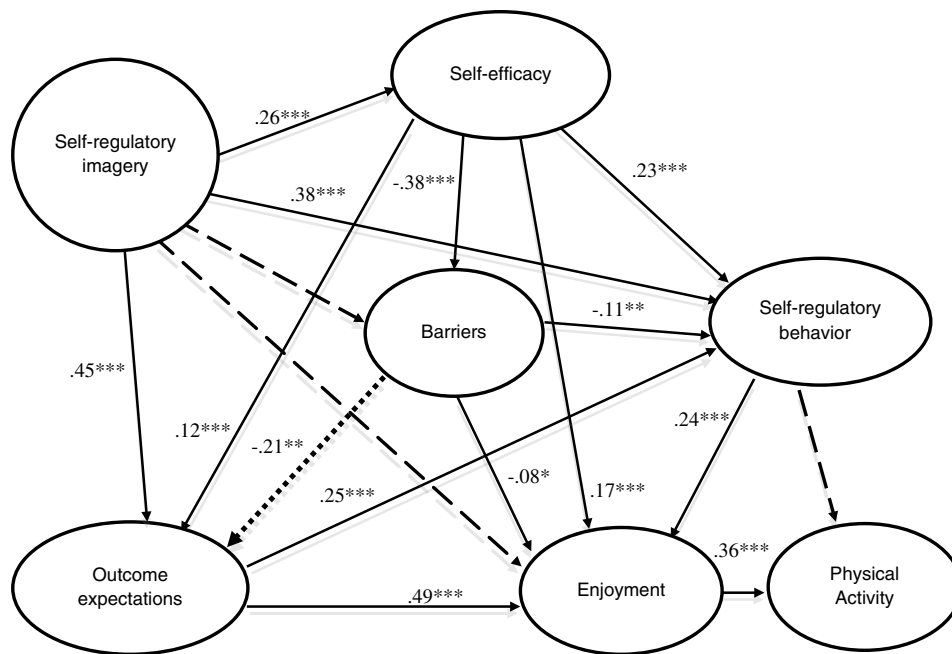 Self-efficacy
Self-regulatory
imagery
.26***
-.38***
.23***
.38***
Self-regulatory
behavior
Barriers
-.11**
.45***
.12***
-.21**
.24***
.25***
-.08*
.17***
.36***
Outcome
expectations
Enjoyment
Physical
Activity
.49***